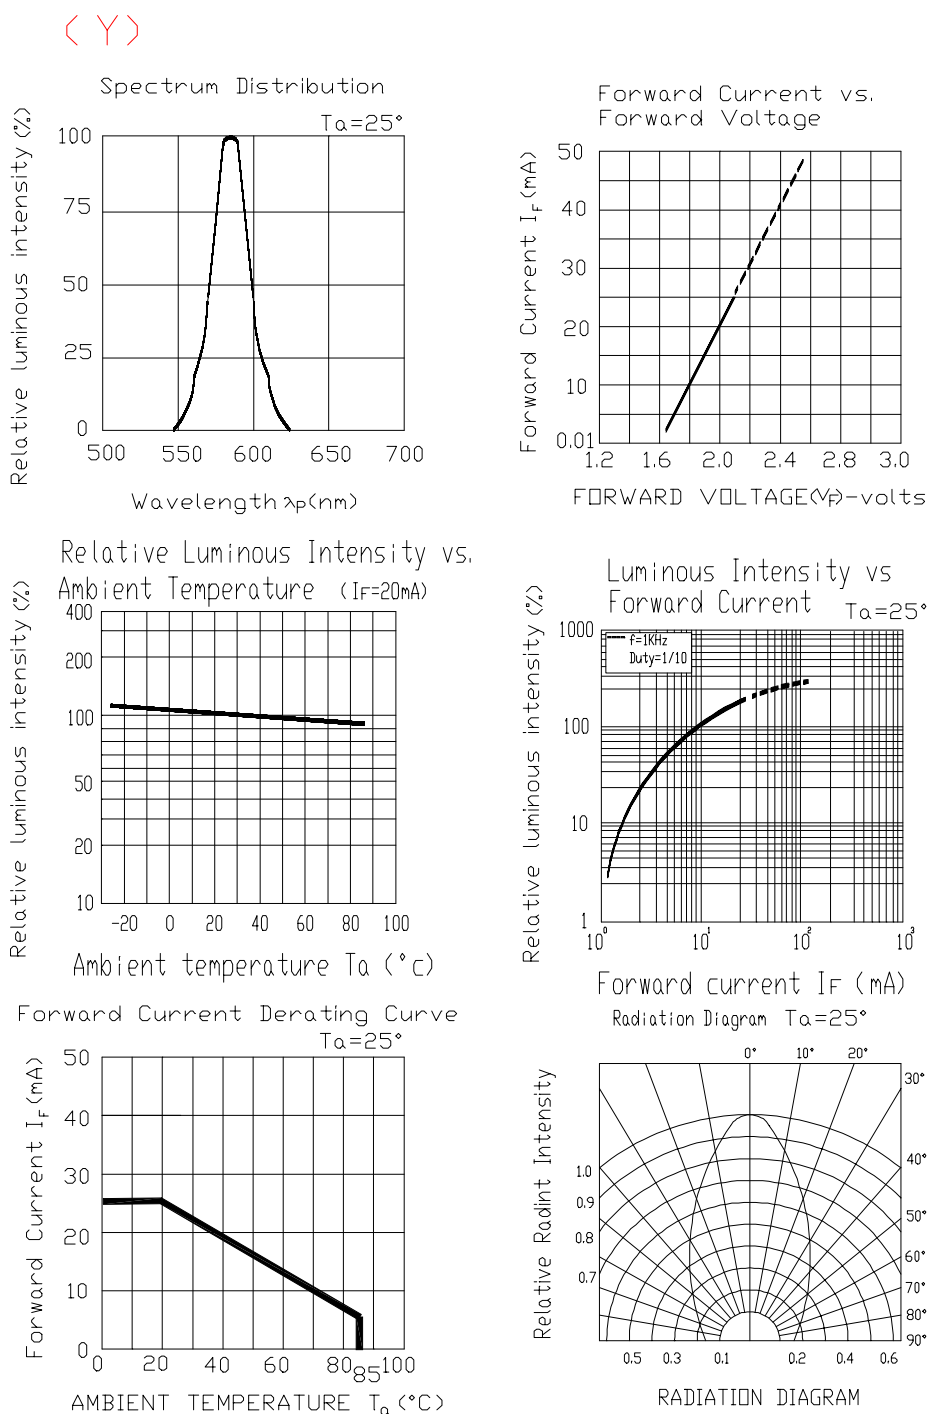 (Y)
Spectrum Distribution
Ta=25°
Relative luminous intensity (%)
100
75
50
25
0
500 550 600 650 700
Wavelength λp(nm)
Forward Current vs.
Forward Voltage
Forward Current IF (mA)
50
40
30
20
10
0.01
1.2 1.6 2.0 2.4 2.8 3.0
FORWARD VOLTAGE(VF)-volts
Relative Luminous Intensity vs.
Ambient Temperature (IF=20mA)
Relative luminous intensity (%)
400
200
100
50
20
10
-20 0 20 40 60 80 100
Ambient temperature Ta (°c)
Luminous Intensity vs
Forward Current
Ta=25°
f=1KHz
Duty=1/10
Relative luminous intensity (%)
1000
100
10
1
10⁰ 10¹ 10² 10³
Forward current IF (mA)
Forward Current Derating Curve
Ta=25°
Forward Current IF (mA)
50
40
30
20
10
0
0 20 40 60 80 85 100
AMBIENT TEMPERATURE Ta (°C)
Radiation Diagram Ta=25°
Relative Radint Intensity
0° 10° 20°
30°
40°
50°
60°
70°
80°
90°
1.0
0.9
0.8
0.7
0.5 0.3 0.1 0.2 0.4 0.6
RADIATION DIAGRAM